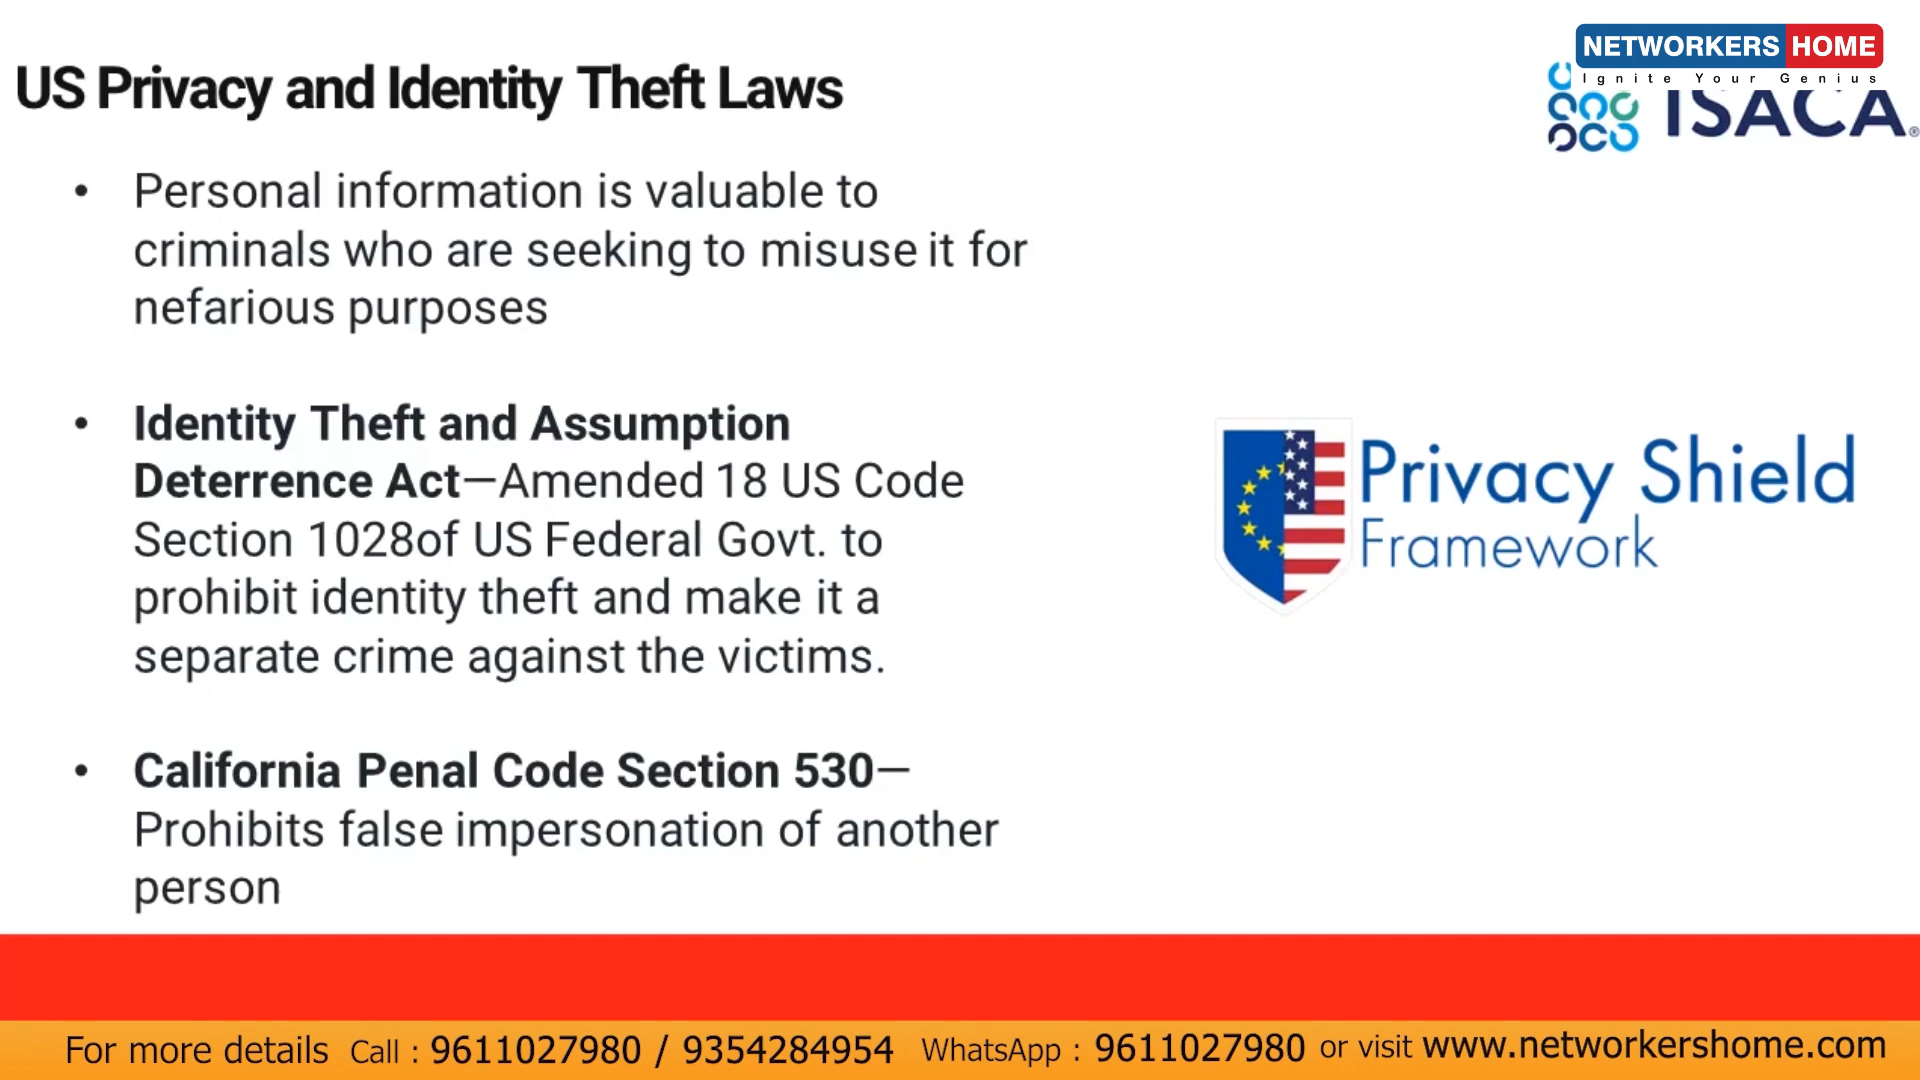 NETWORKERS HOME
Ignite Your Genius
ISACA®
US Privacy and Identity Theft Laws
• Personal information is valuable to
criminals who are seeking to misuse it for
nefarious purposes
• Identity Theft and Assumption
Deterrence Act—Amended 18 US Code
Section 1028of US Federal Govt. to
prohibit identity theft and make it a
separate crime against the victims.
• California Penal Code Section 530—
Prohibits false impersonation of another
person
Privacy Shield
Framework
For more details Call : 9611027980 / 9354284954 WhatsApp : 9611027980 or visit www.networkershome.com